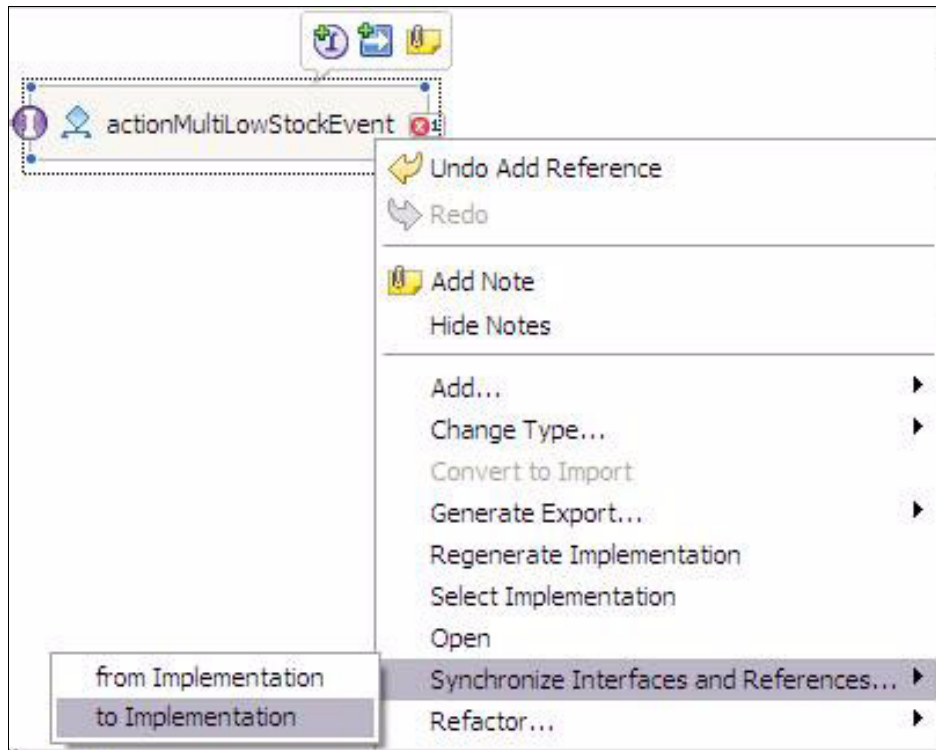 actionMultiLowStockEvent
Undo Add Reference
Redo
Add Note
Hide Notes
Add...
Change Type...
Convert to Import
Generate Export...
Regenerate Implementation
Select Implementation
Open
Synchronize Interfaces and References...
from Implementation
to Implementation
Refactor...